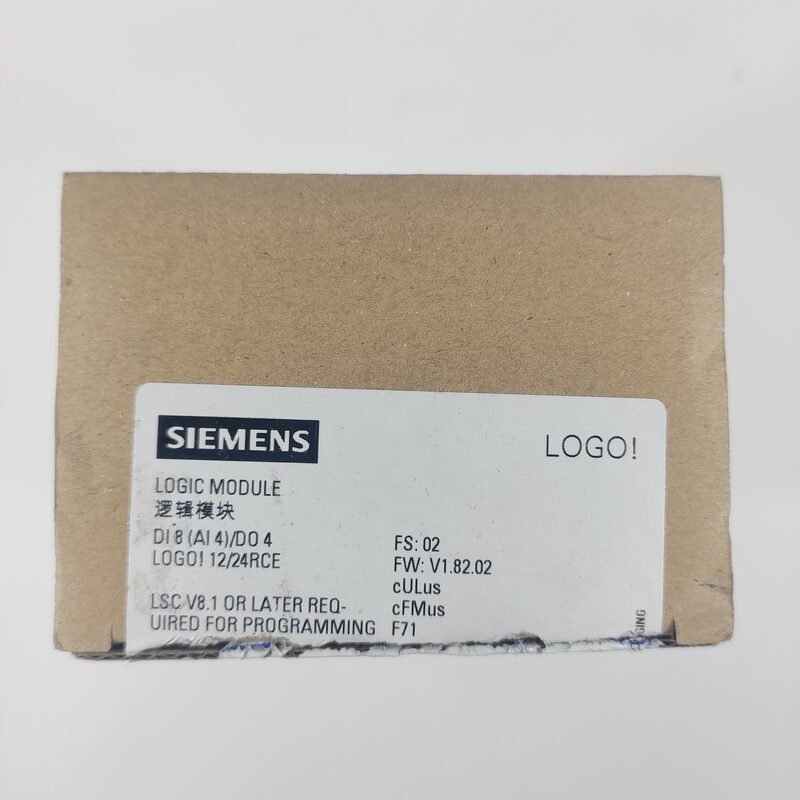 SIEMENS
LOGO!
LOGIC MODULE
逻辑模块
DI 8 (AI 4)/DO 4
LOGO! 12/24RCE
LSC V8.1 OR LATER REQ-
UIRED FOR PROGRAMMING
FS: 02
FW: V1.82.02
cULus
cFMus
F71